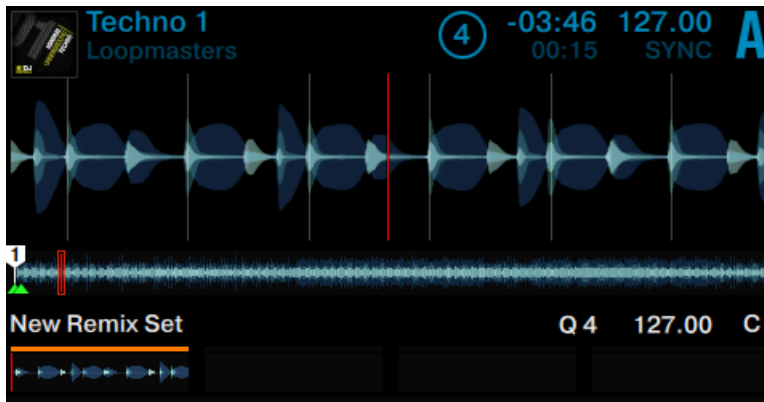 Techno 1
Loopmasters
4
-03:46 127.00 A
00:15 SYNC
1
New Remix Set Q 4 127.00 C